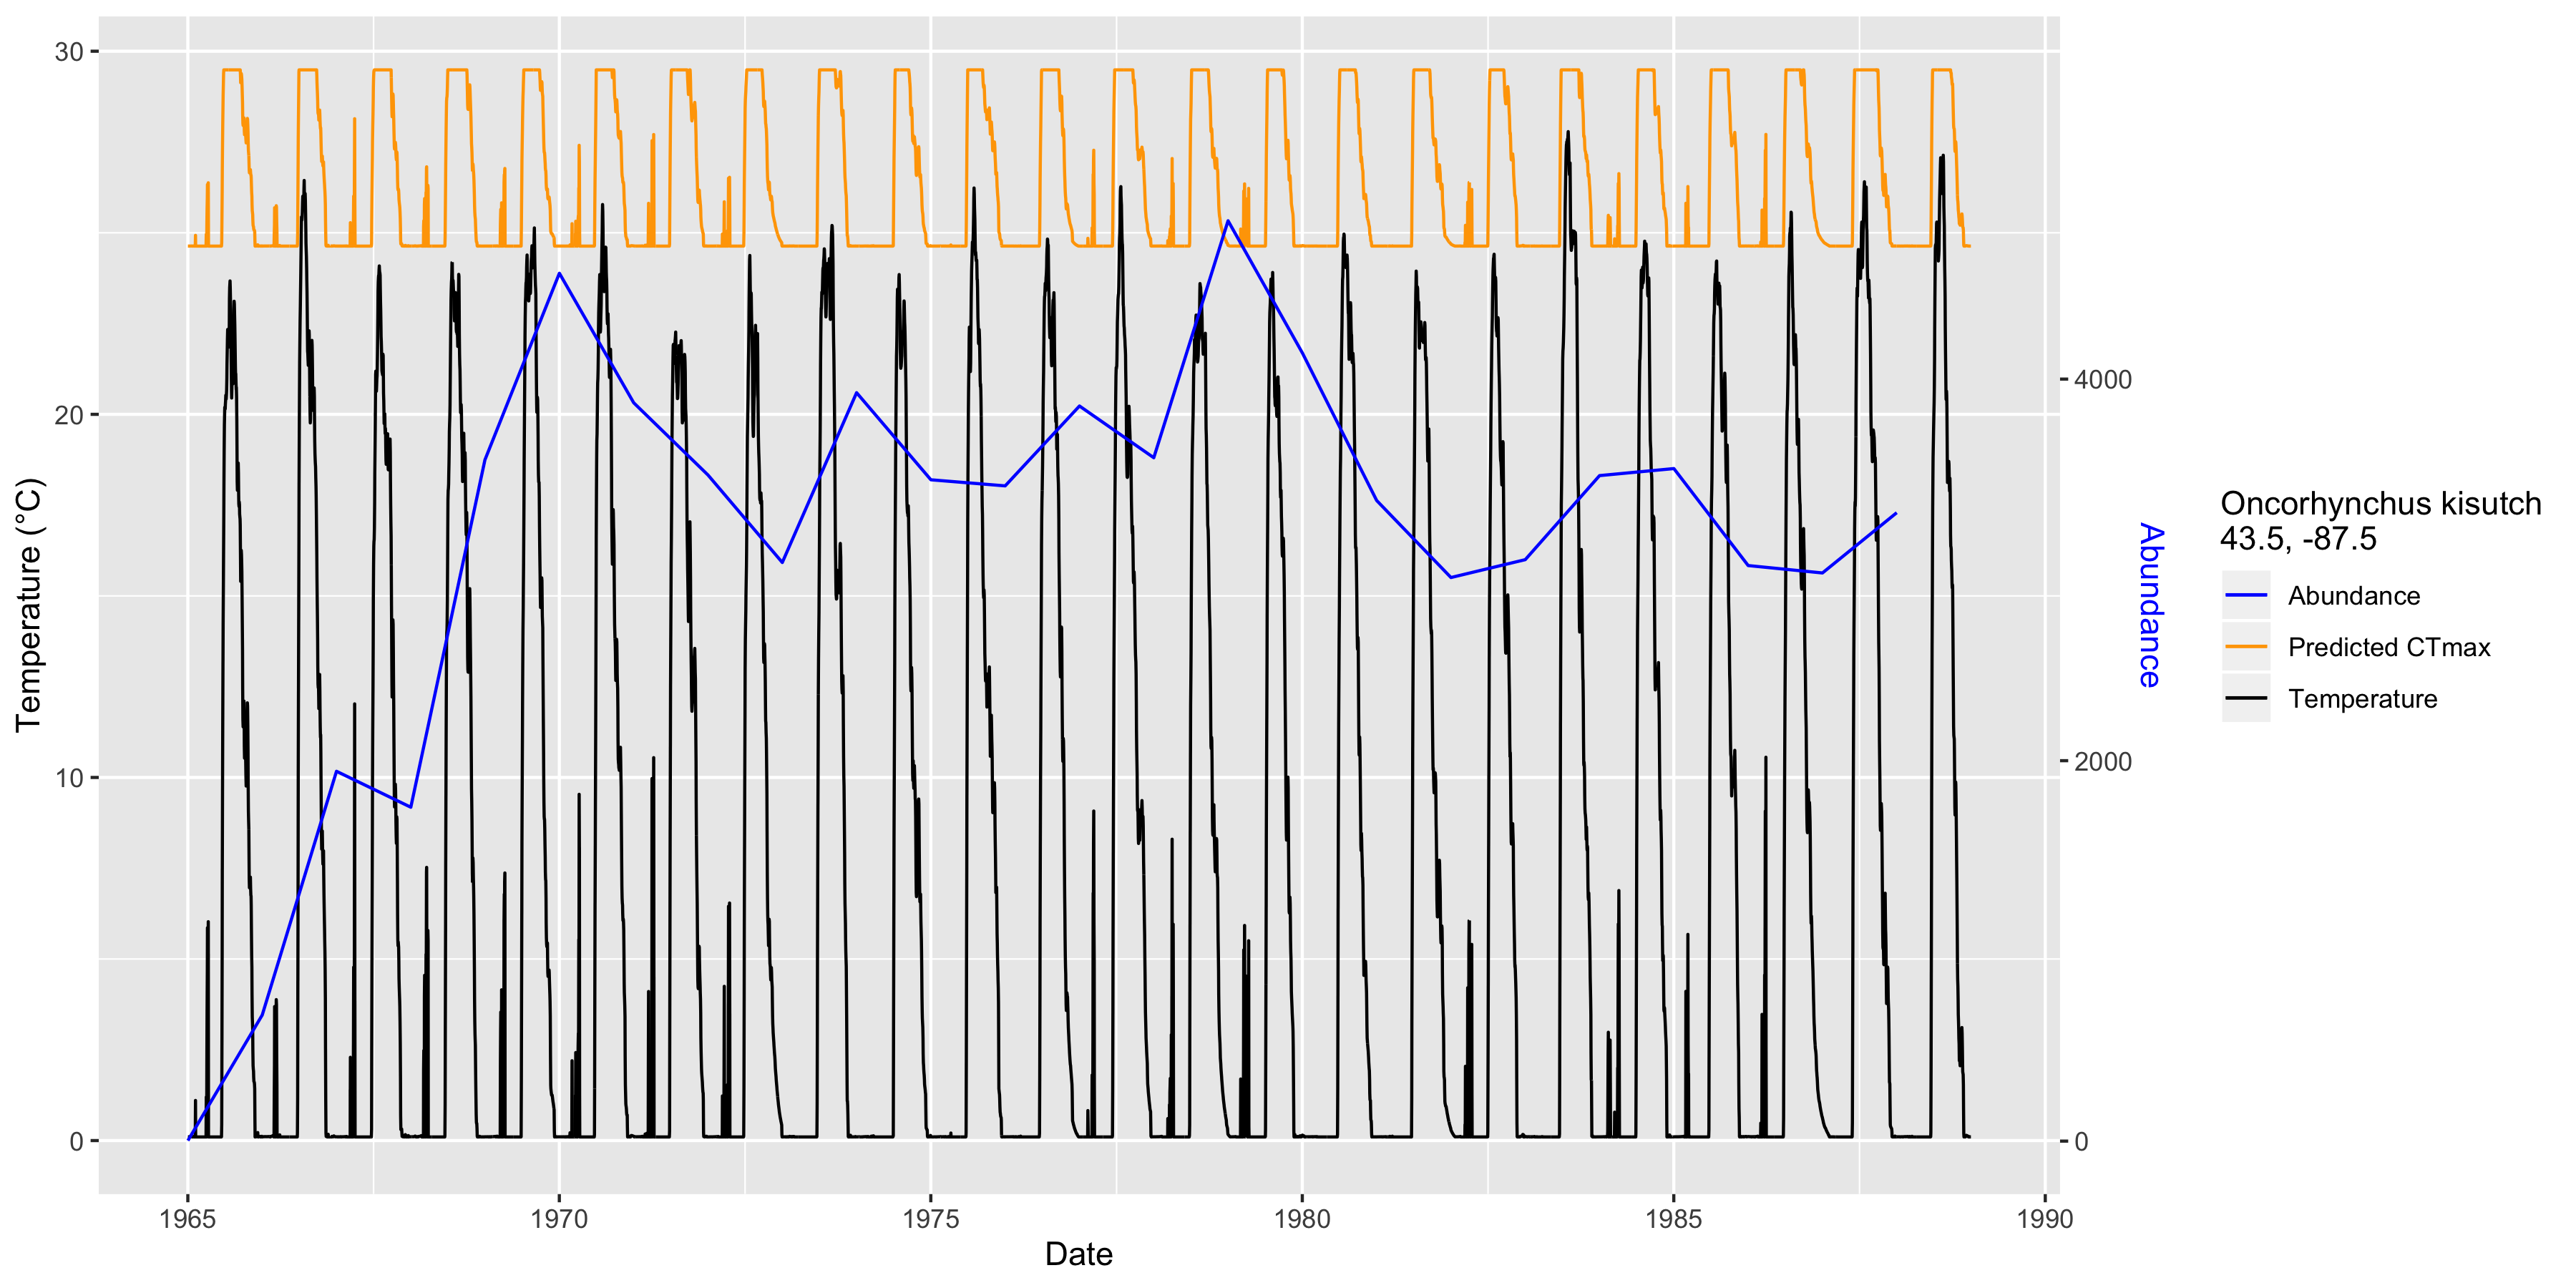 30
20
10
0
Temperature (°C)
1965
1970
1975
1980
1985
1990
Date
4000
2000
0
Abundance
Oncorhynchus kisutch
43.5, -87.5
Abundance
Predicted CTmax
Temperature